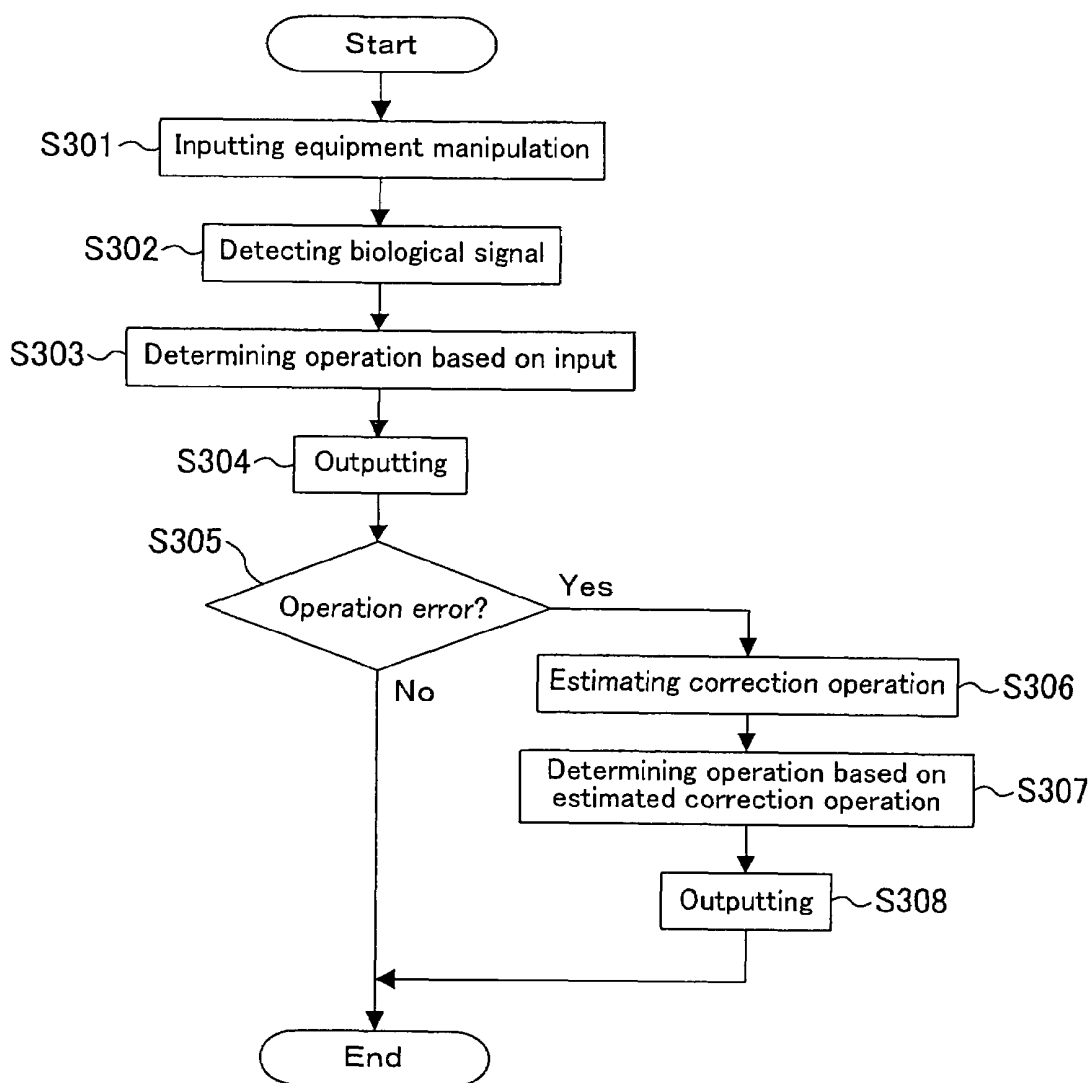 Start
S301
Inputting equipment manipulation
S302
Detecting biological signal
S303
Determining operation based on input
S304
Outputting
S305
Operation error?
Yes
No
Estimating correction operation
S306
Determining operation based on
estimated correction operation
S307
Outputting
S308
End